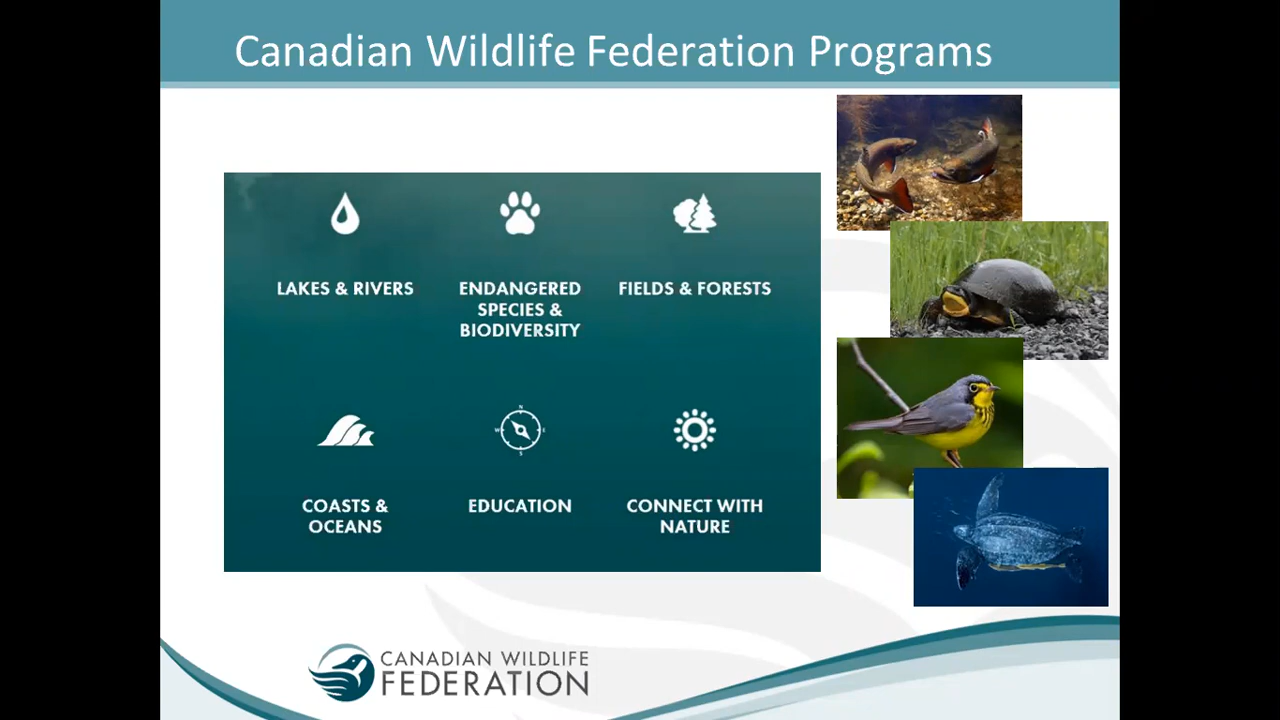 Canadian Wildlife Federation Programs
LAKES & RIVERS
ENDANGERED
SPECIES &
BIODIVERSITY
FIELDS & FORESTS
COASTS &
OCEANS
N
W
E
S
EDUCATION
CONNECT WITH
NATURE
CANADIAN WILDLIFE
FEDERATION